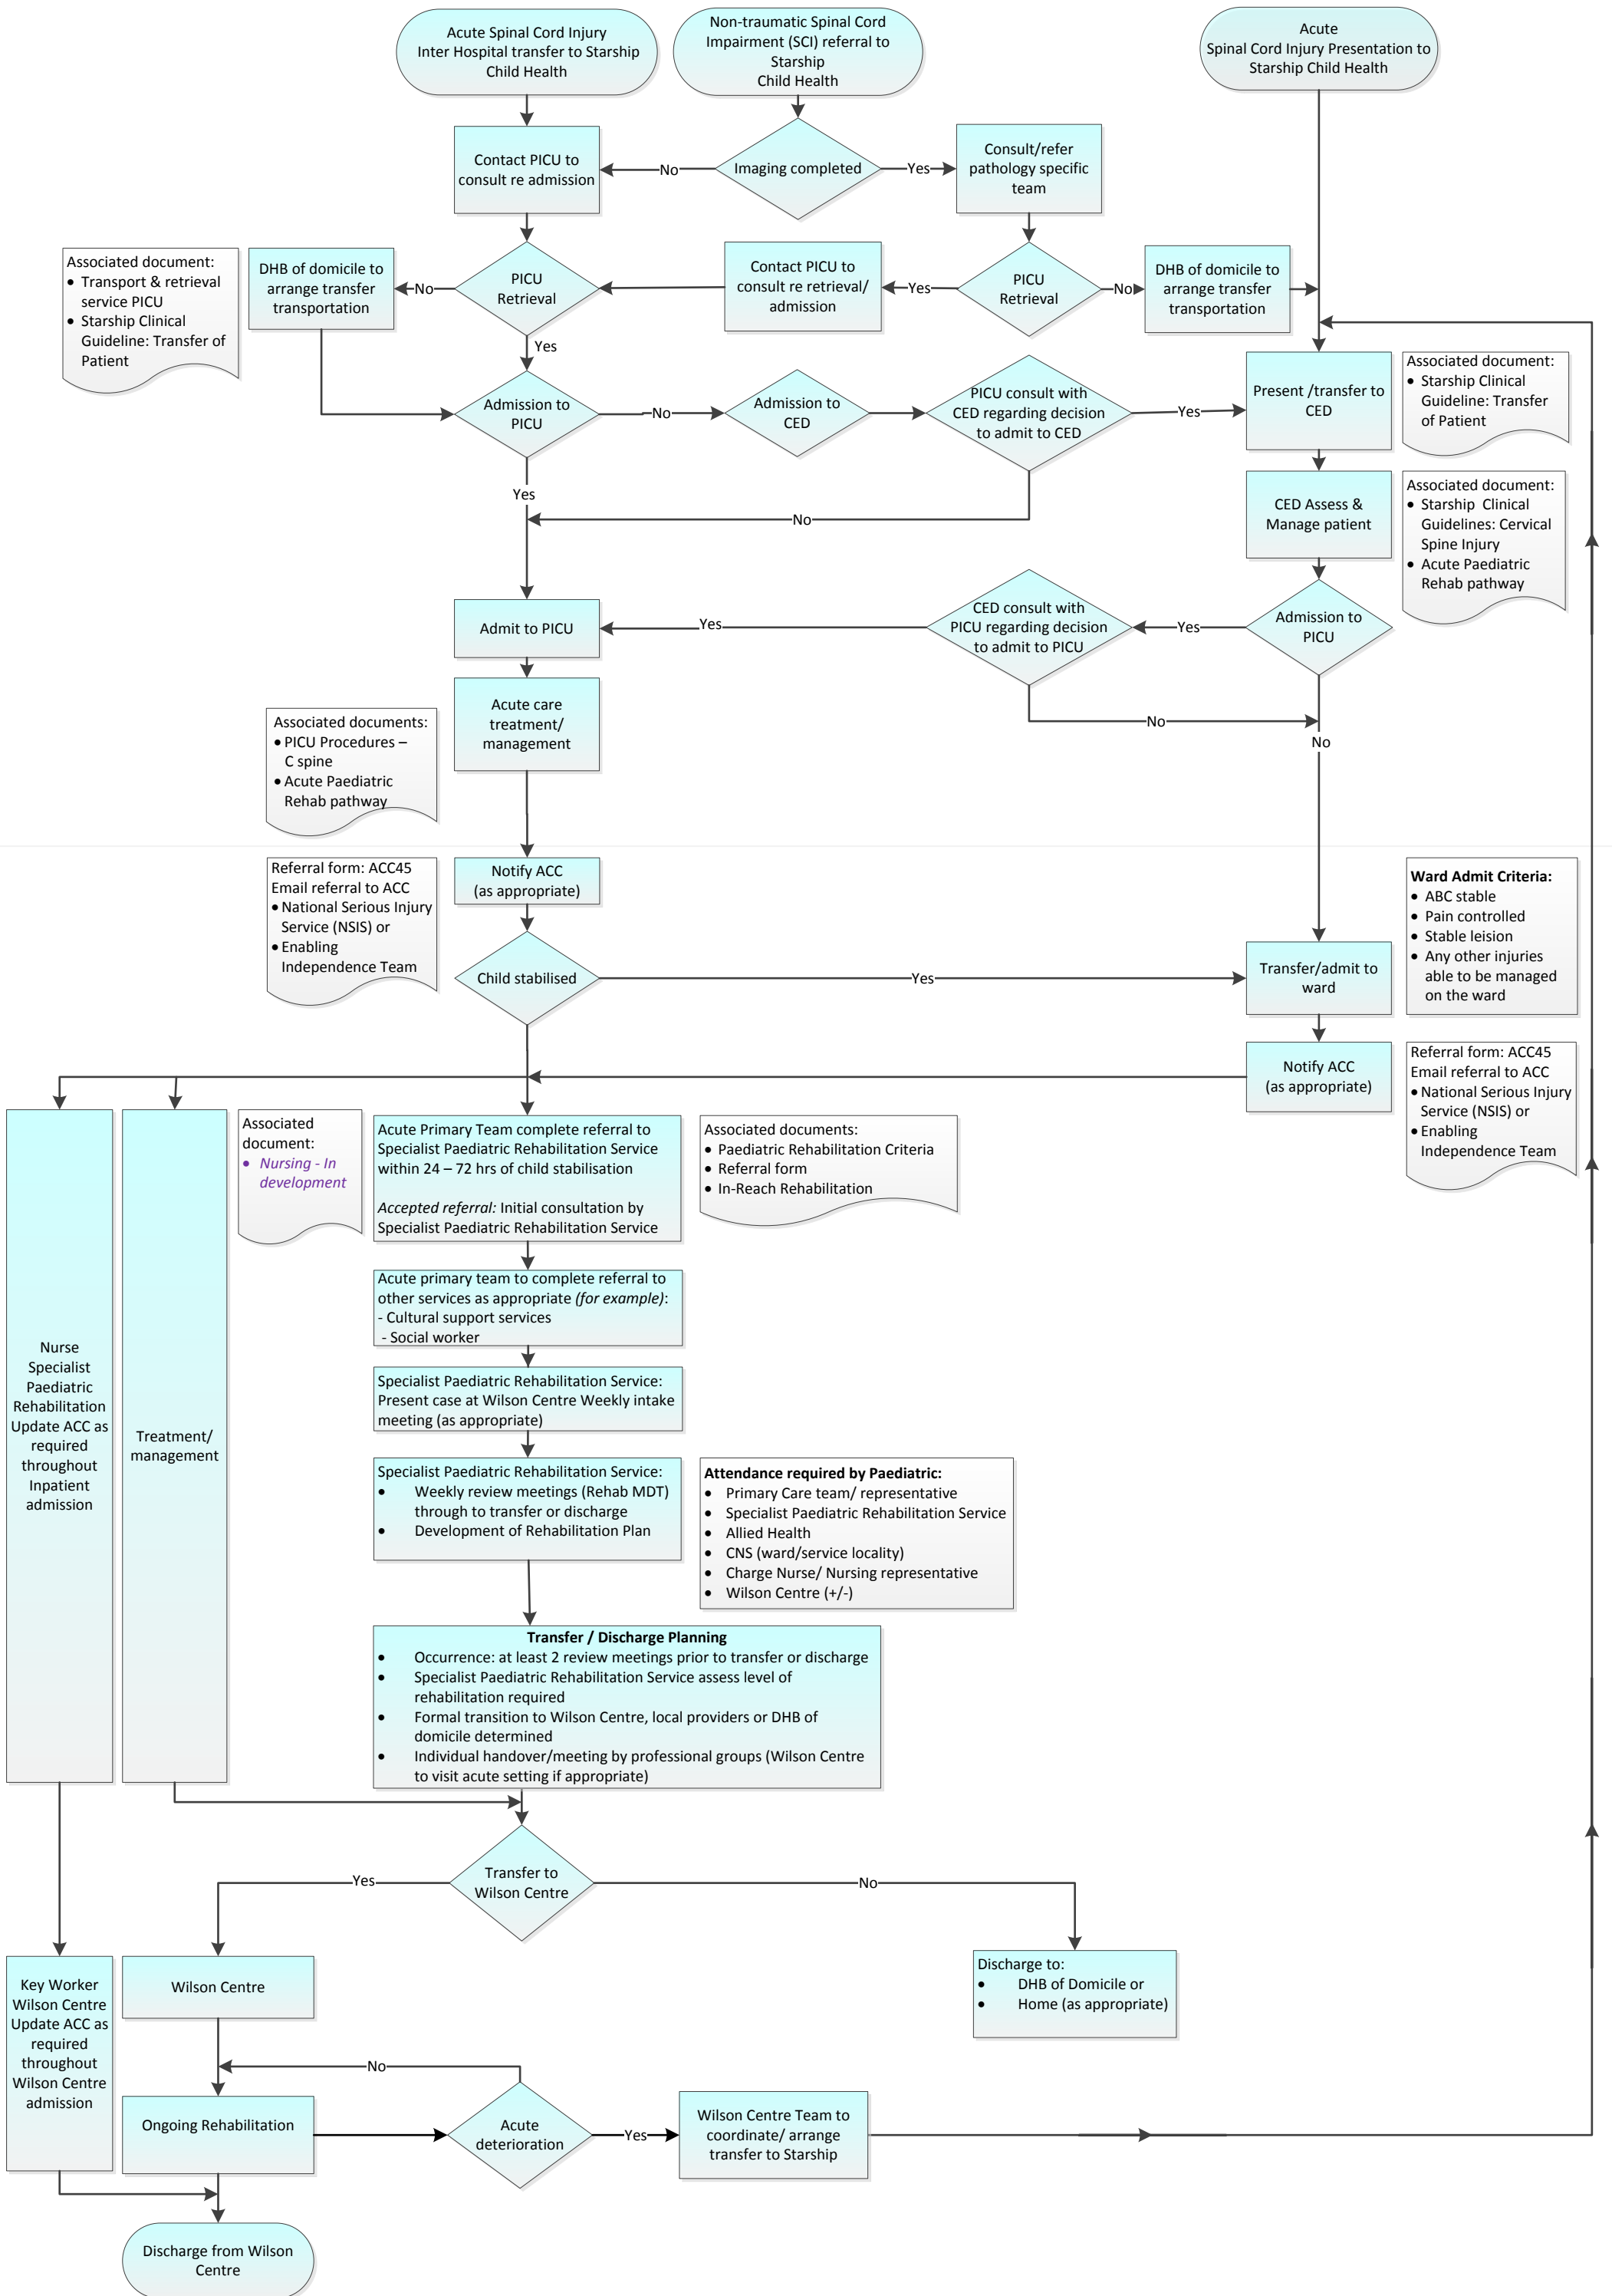 Acute Spinal Cord Injury
Inter Hospital transfer to Starship
Child Health
Non-traumatic Spinal Cord
Impairment (SCI) referral to
Starship
Child Health
Acute
Spinal Cord Injury Presentation to
Starship Child Health
Contact PICU to
consult re admission
No
Imaging completed
Yes
Consult/refer
pathology specific
team
Associated document:
• Transport & retrieval
service PICU
• Starship Clinical
Guideline: Transfer of
Patient
DHB of domicile to
arrange transfer
transportation
No
PICU
Retrieval
Contact PICU to
consult re retrieval/
admission
Yes
PICU
Retrieval
No
DHB of domicile to
arrange transfer
transportation
Yes
Admission to
PICU
No
Admission to
CED
PICU consult with
CED regarding decision
to admit to CED
Yes
Present /transfer to
CED
Associated document:
• Starship Clinical
Guideline: Transfer
of Patient
Yes
No
CED Assess &
Manage patient
Associated document:
• Starship Clinical
Guidelines: Cervical
Spine Injury
• Acute Paediatric
Rehab pathway
Admit to PICU
Yes
CED consult with
PICU regarding decision
to admit to PICU
Yes
Admission to
PICU
No
No
Associated documents:
• PICU Procedures –
C spine
• Acute Paediatric
Rehab pathway
Acute care
treatment/
management
Referral form: ACC45
Email referral to ACC
• National Serious Injury
Service (NSIS) or
• Enabling
Independence Team
Notify ACC
(as appropriate)
Child stabilised
Yes
Transfer/admit to
ward
Ward Admit Criteria:
• ABC stable
• Pain controlled
• Stable leision
• Any other injuries
able to be managed
on the ward
Notify ACC
(as appropriate)
Referral form: ACC45
Email referral to ACC
• National Serious Injury
Service (NSIS) or
• Enabling
Independence Team
Nurse
Specialist
Paediatric
Rehabilitation
Update ACC as
required
throughout
Inpatient
admission
Treatment/
management
Associated
document:
• Nursing - In
development
Acute Primary Team complete referral to
Specialist Paediatric Rehabilitation Service
within 24 – 72 hrs of child stabilisation
Accepted referral: Initial consultation by
Specialist Paediatric Rehabilitation Service
Associated documents:
• Paediatric Rehabilitation Criteria
• Referral form
• In-Reach Rehabilitation
Acute primary team to complete referral to
other services as appropriate (for example):
- Cultural support services
- Social worker
Specialist Paediatric Rehabilitation Service:
Present case at Wilson Centre Weekly intake
meeting (as appropriate)
Specialist Paediatric Rehabilitation Service:
• Weekly review meetings (Rehab MDT)
through to transfer or discharge
• Development of Rehabilitation Plan
Attendance required by Paediatric:
• Primary Care team/ representative
• Specialist Paediatric Rehabilitation Service
• Allied Health
• CNS (ward/service locality)
• Charge Nurse/ Nursing representative
• Wilson Centre (+/-)
Transfer / Discharge Planning
• Occurrence: at least 2 review meetings prior to transfer or discharge
• Specialist Paediatric Rehabilitation Service assess level of
rehabilitation required
• Formal transition to Wilson Centre, local providers or DHB of
domicile determined
• Individual handover/meeting by professional groups (Wilson Centre
to visit acute setting if appropriate)
Yes
Transfer to
Wilson Centre
No
Key Worker
Wilson Centre
Update ACC as
required
throughout
Wilson Centre
admission
Wilson Centre
Discharge to:
• DHB of Domicile or
• Home (as appropriate)
No
Ongoing Rehabilitation
Acute
deterioration
Yes
Wilson Centre Team to
coordinate/ arrange
transfer to Starship
Discharge from Wilson
Centre